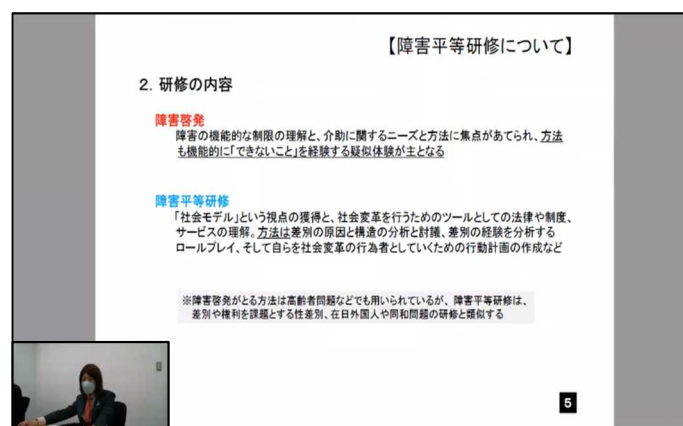 【障害平等研修について】
2. 研修の内容
障害啓発
障害の機能的な制限の理解と、介助に関するニーズと方法に焦点があてられ、方法
も機能的に「できないこと」を経験する疑似体験が主となる
障害平等研修
「社会モデル」という視点の獲得と、社会変革を行うためのツールとしての法律や制度、
サービスの理解。方法は差別の原因と構造の分析と討議、差別の経験を分析する
ロールプレイ、そして自らを社会変革の行為者としていくための行動計画の作成など
※障害啓発がとる方法は高齢者問題などでも用いられているが、障害平等研修は、
差別や権利を課題とする性差別、在日外国人や同和問題の研修と類似する
5